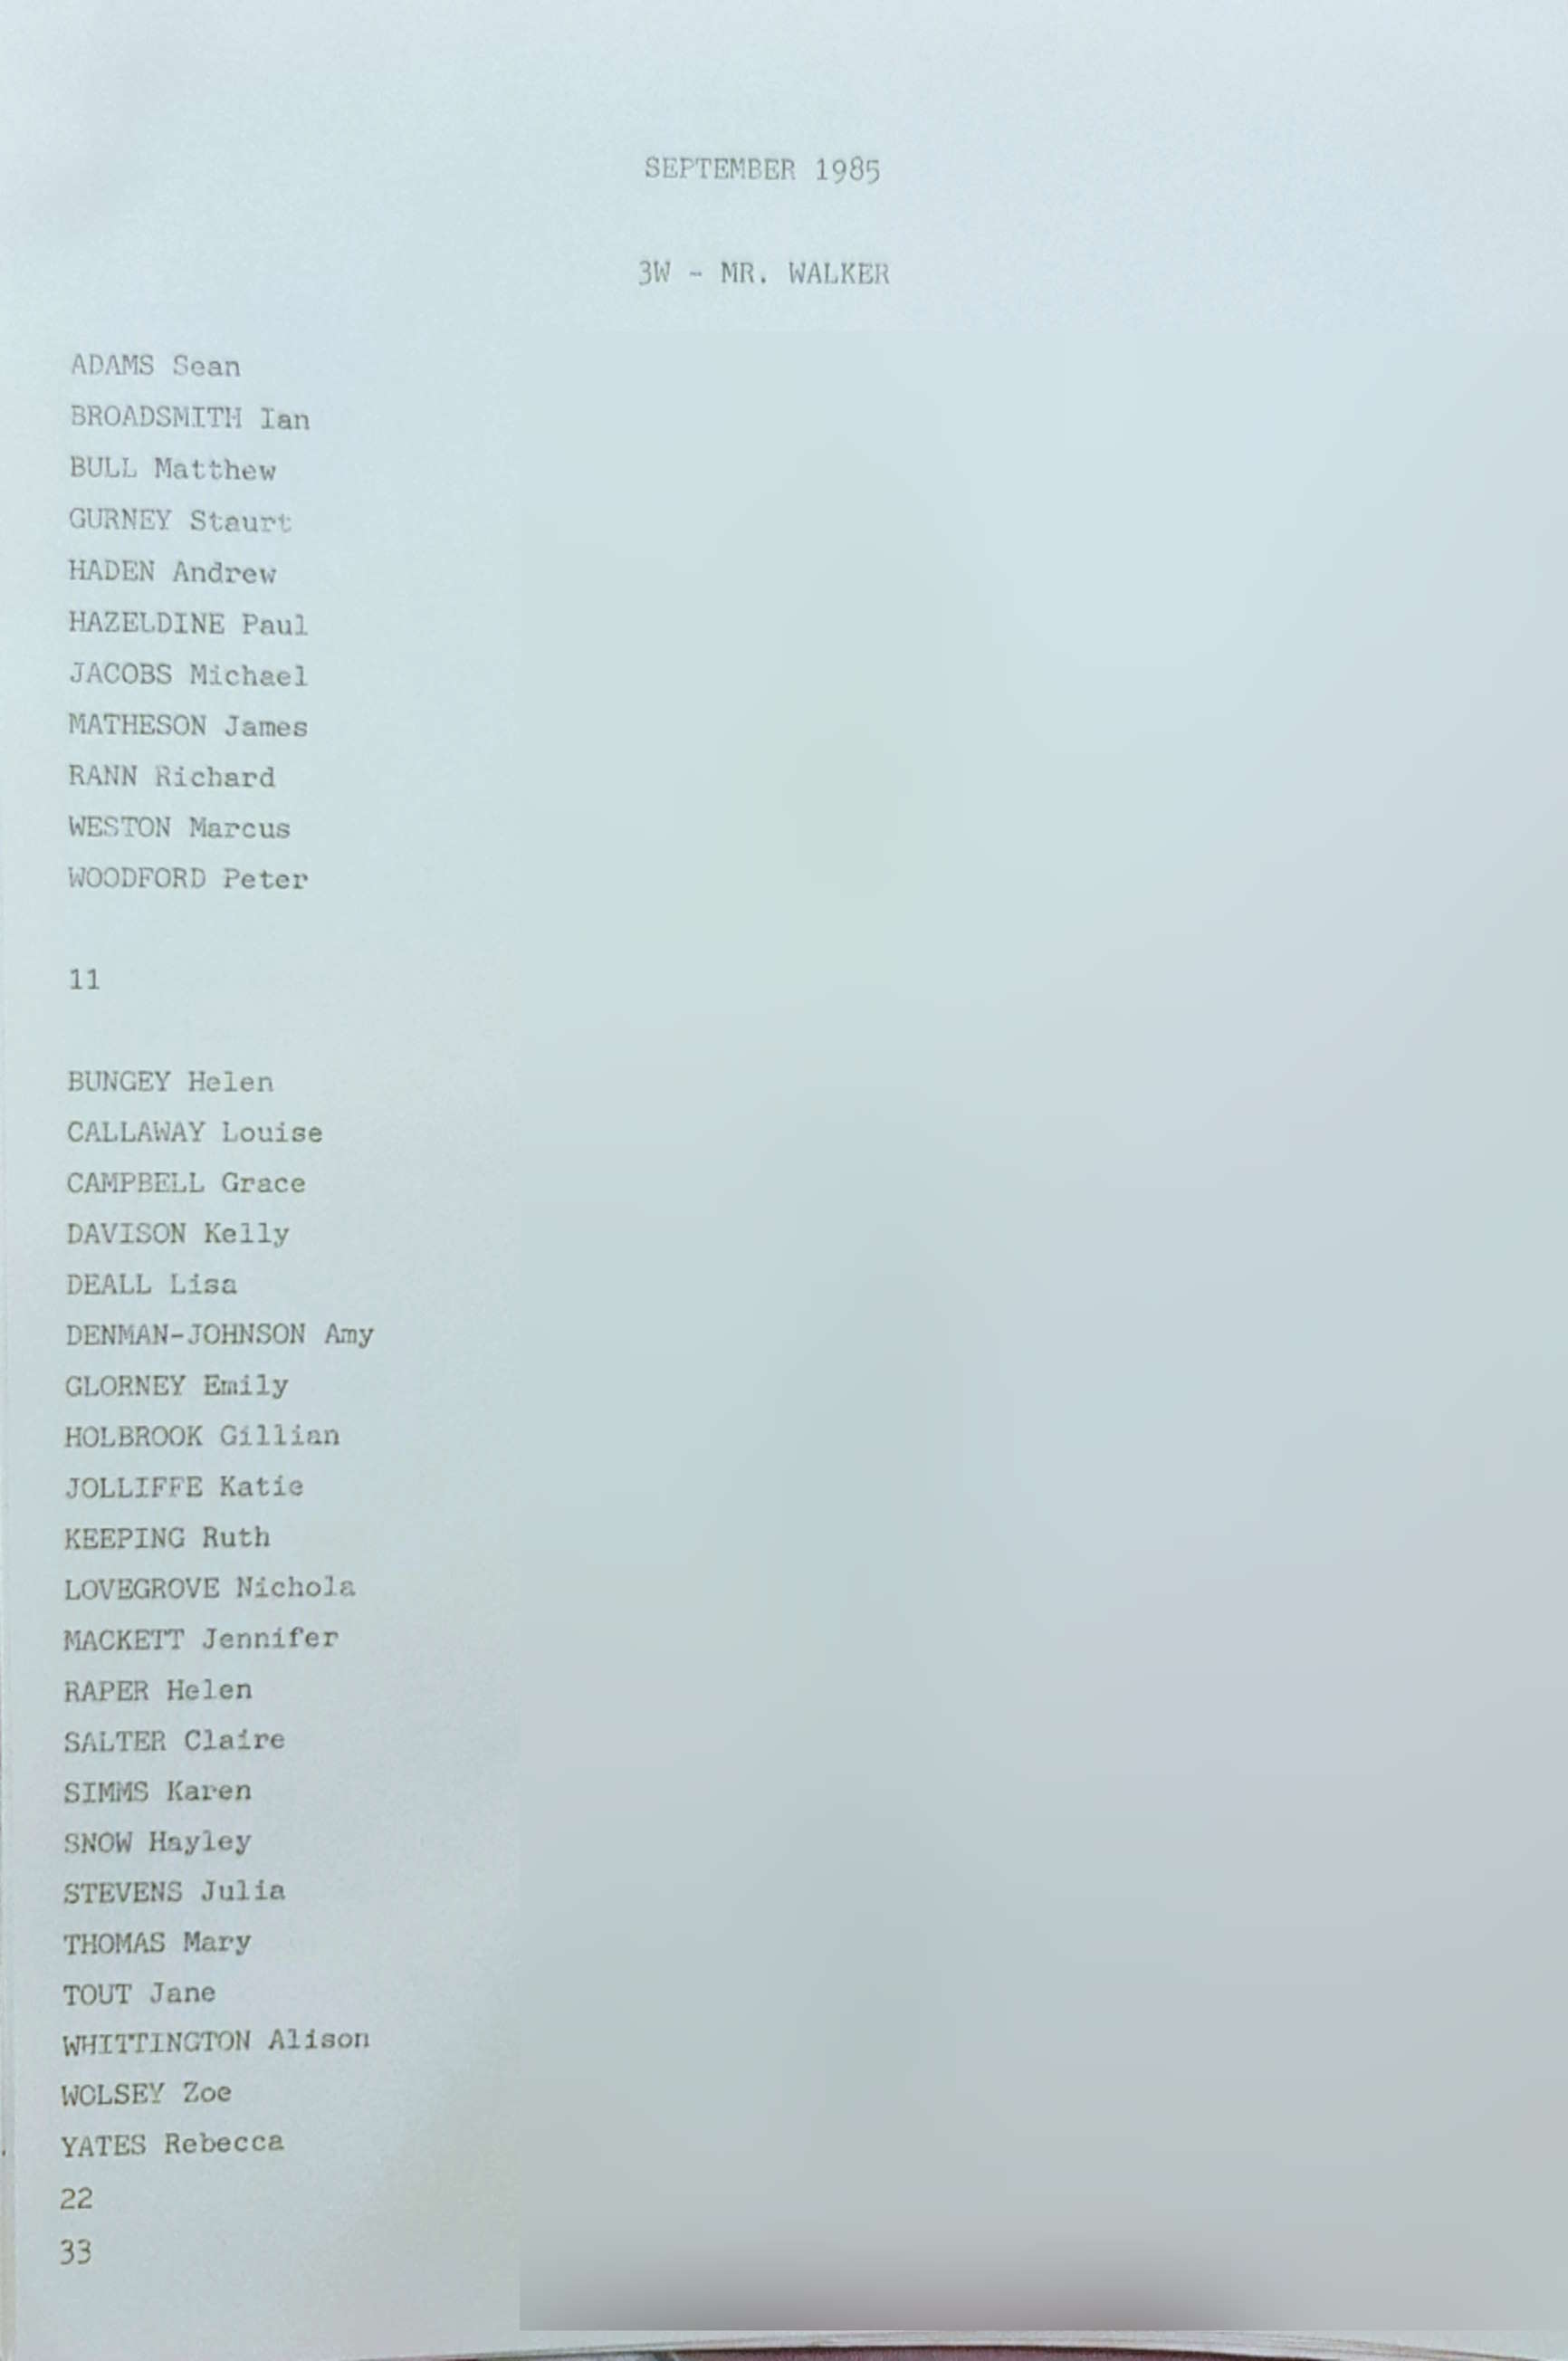 SEPTEMBER 1985
3W - MR. WALKER
ADAMS Sean
BROADSMITH Ian
BULL Matthew
GURNEY Staurt
HADEN Andrew
HAZELDINE Paul
JACOBS Michael
MATHESON James
RANN Richard
WESTON Marcus
WOODFORD Peter
11
BUNGEY Helen
CALLAWAY Louise
CAMPBELL Grace
DAVISON Kelly
DEALL Lisa
DENMAN-JOHNSON Amy
GLORNEY Emily
HOLBROOK Gillian
JOLLIFFE Katie
KEEPING Ruth
LOVEGROVE Nichola
MACKETT Jennifer
RAPER Helen
SALTER Claire
SIMMS Karen
SNOW Hayley
STEVENS Julia
THOMAS Mary
TOUT Jane
WHITTINGTON Alison
WOLSEY Zoe
YATES Rebecca
22
33